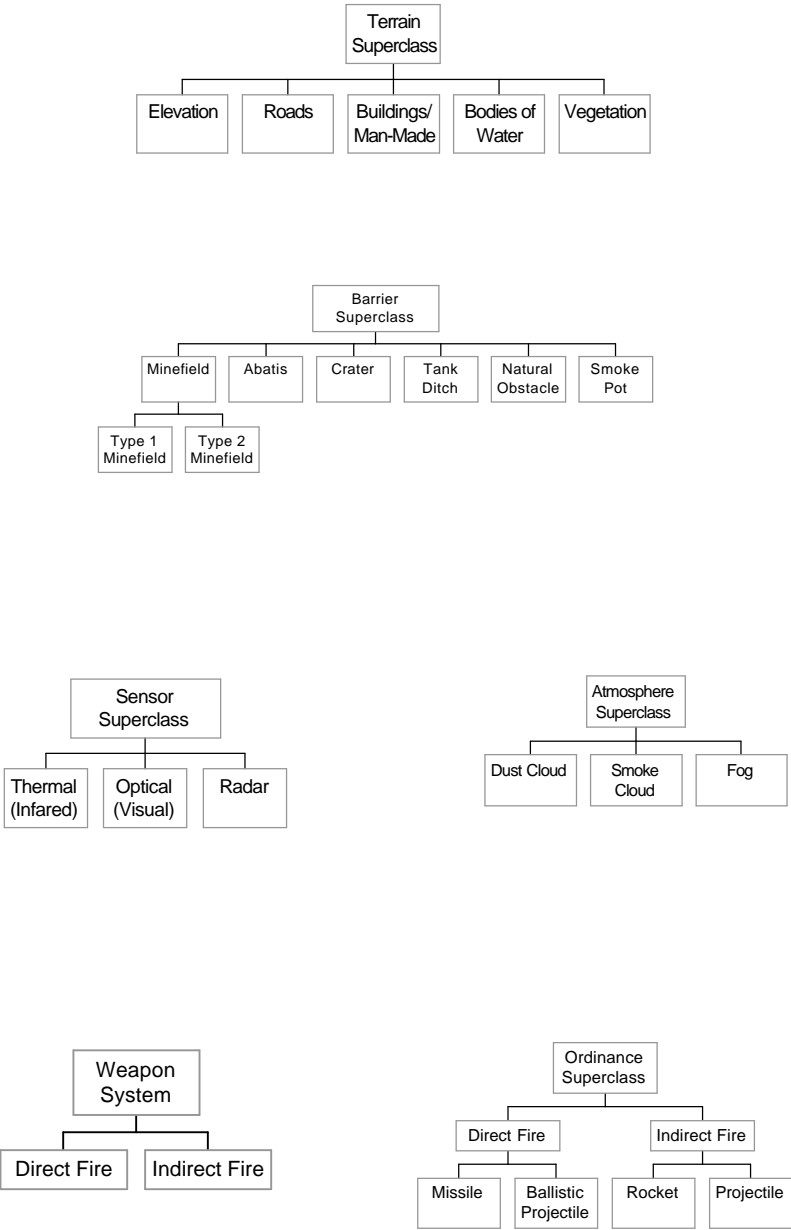 Terrain
Superclass
Elevation
Roads
Buildings/
Man-Made
Bodies of
Water
Vegetation
Barrier
Superclass
Minefield
Abatis
Crater
Tank
Ditch
Natural
Obstacle
Smoke
Pot
Type 1
Minefield
Type 2
Minefield
Sensor
Superclass
Thermal
(Infared)
Optical
(Visual)
Radar
Atmosphere
Superclass
Dust Cloud
Smoke
Cloud
Fog
Weapon
System
Direct Fire
Indirect Fire
Ordinance
Superclass
Direct Fire
Indirect Fire
Missile
Ballistic
Projectile
Rocket
Projectile